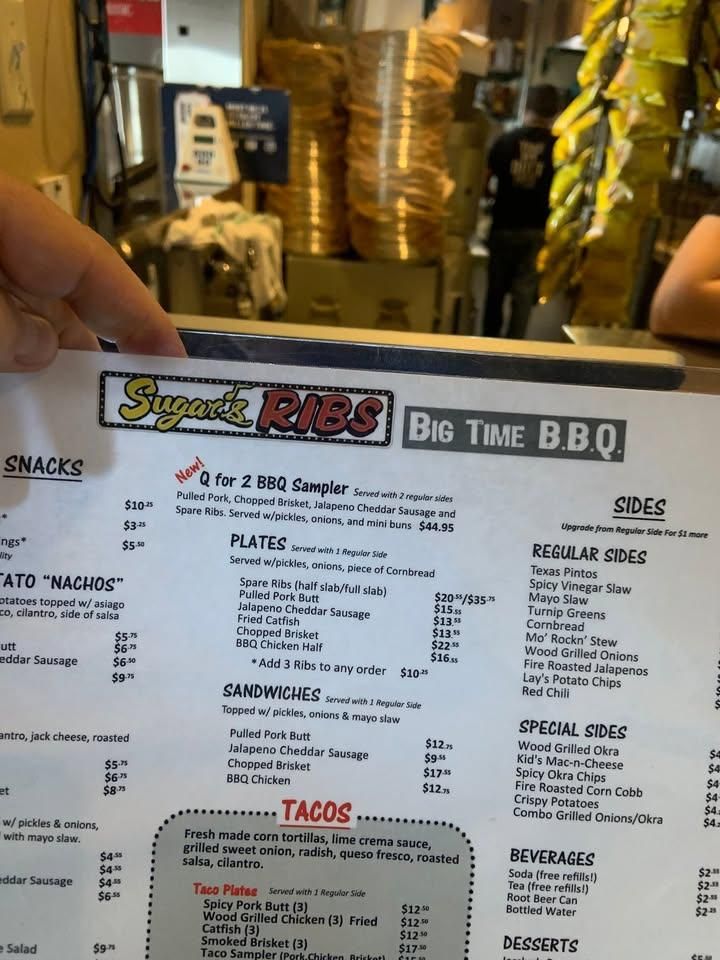 Sugar's RIBS
BIG TIME B.B.Q.
SNACKS
$10.25
$3.25
ngs*
$5.50
lity
TATO "NACHOS"
otatoes topped w/ asiago
co, cilantro, side of salsa
$5.75
utt $6.75
eddar Sausage $6.50
$9.75
antro, jack cheese, roasted
$5.75
$6.75
et $8.75
w/ pickles & onions,
with mayo slaw.
$4.55
$4.55
eddar Sausage $4.55
$6.55
e Salad $9.75
New!
Q for 2 BBQ Sampler Served with 2 regular sides
Pulled Pork, Chopped Brisket, Jalapeno Cheddar Sausage and
Spare Ribs. Served w/pickles, onions, and mini buns $44.95
PLATES Served with 1 Regular Side
Served w/pickles, onions, piece of Cornbread
Spare Ribs (half slab/full slab) $20.55/$35.75
Pulled Pork Butt $15.55
Jalapeno Cheddar Sausage $13.55
Fried Catfish $13.55
Chopped Brisket $22.55
BBQ Chicken Half $16.55
*Add 3 Ribs to any order $10.25
SANDWICHES Served with 1 Regular Side
Topped w/ pickles, onions & mayo slaw
Pulled Pork Butt $12.75
Jalapeno Cheddar Sausage $9.55
Chopped Brisket $17.55
BBQ Chicken $12.75
TACOS
Fresh made corn tortillas, lime crema sauce,
grilled sweet onion, radish, queso fresco, roasted
salsa, cilantro.
Taco Plates Served with 1 Regular Side
Spicy Pork Butt (3) $12.50
Wood Grilled Chicken (3) Fried $12.50
Catfish (3) $12.50
Smoked Brisket (3) $17.50
Taco Sampler (Pork,Chicken, Brisket)
SIDES
Upgrade from Regular Side For $1 more
REGULAR SIDES
Texas Pintos
Spicy Vinegar Slaw
Mayo Slaw
Turnip Greens
Cornbread
Mo' Rockn' Stew
Wood Grilled Onions
Fire Roasted Jalapenos
Lay's Potato Chips
Red Chili
SPECIAL SIDES
Wood Grilled Okra $4
Kid's Mac-n-Cheese $4
Spicy Okra Chips $4
Fire Roasted Corn Cobb $4
Crispy Potatoes $4
Combo Grilled Onions/Okra $4
BEVERAGES
Soda (free refills!)
Tea (free refills!)
Root Beer Can
Bottled Water
DESSERTS